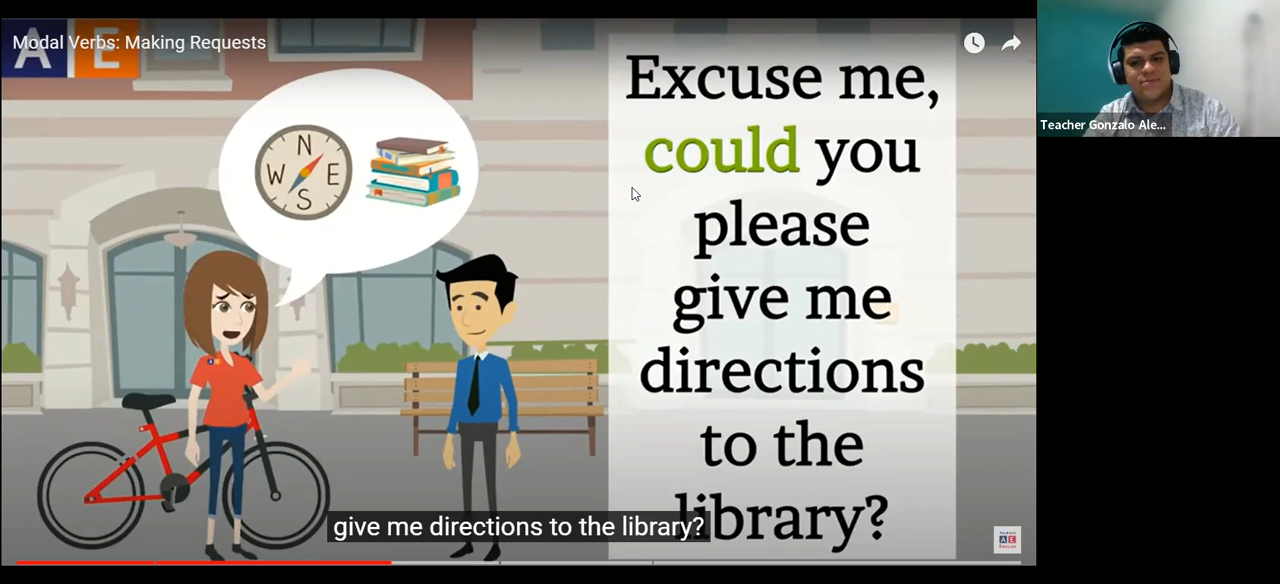 Modal Verbs: Making Requests
A E
Excuse me,
could you
please
give me
directions
to the
library?
N
W E
S
give me directions to the library?
Teacher Gonzalo Ale...
A E